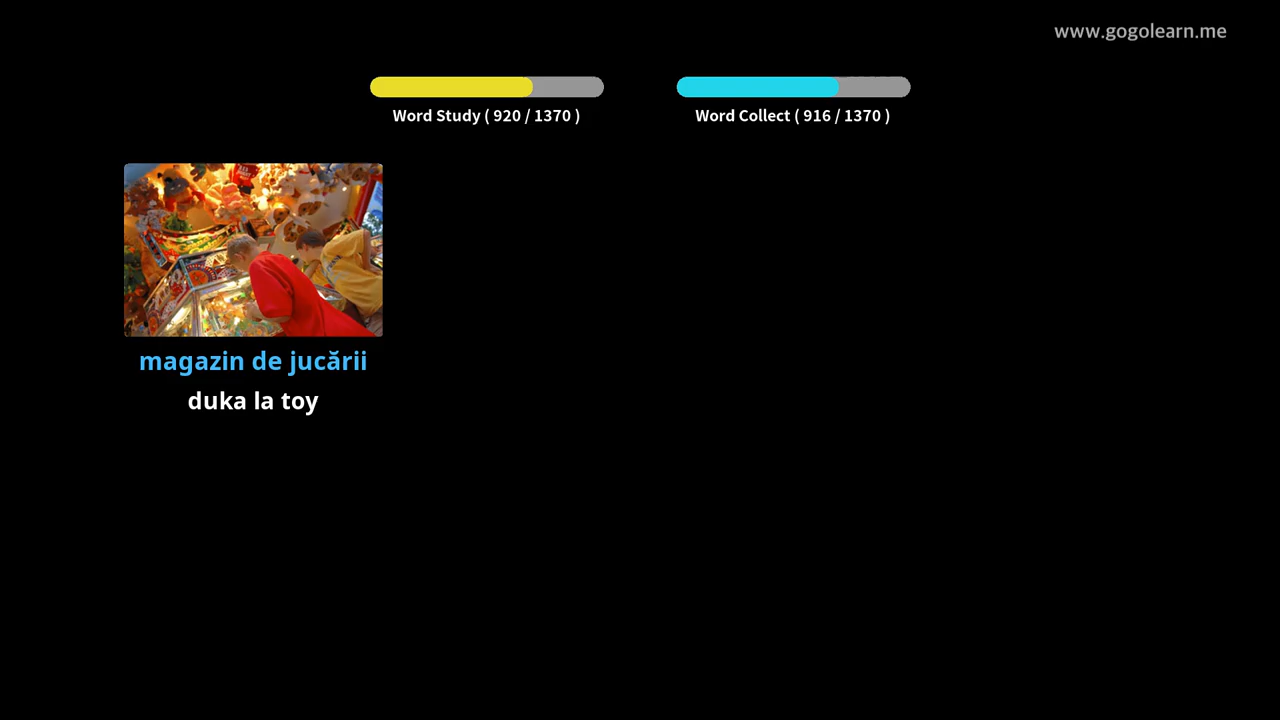 www.gogolearn.me
Word Study ( 920 / 1370 )
Word Collect ( 916 / 1370 )
magazin de jucării
duka la toy